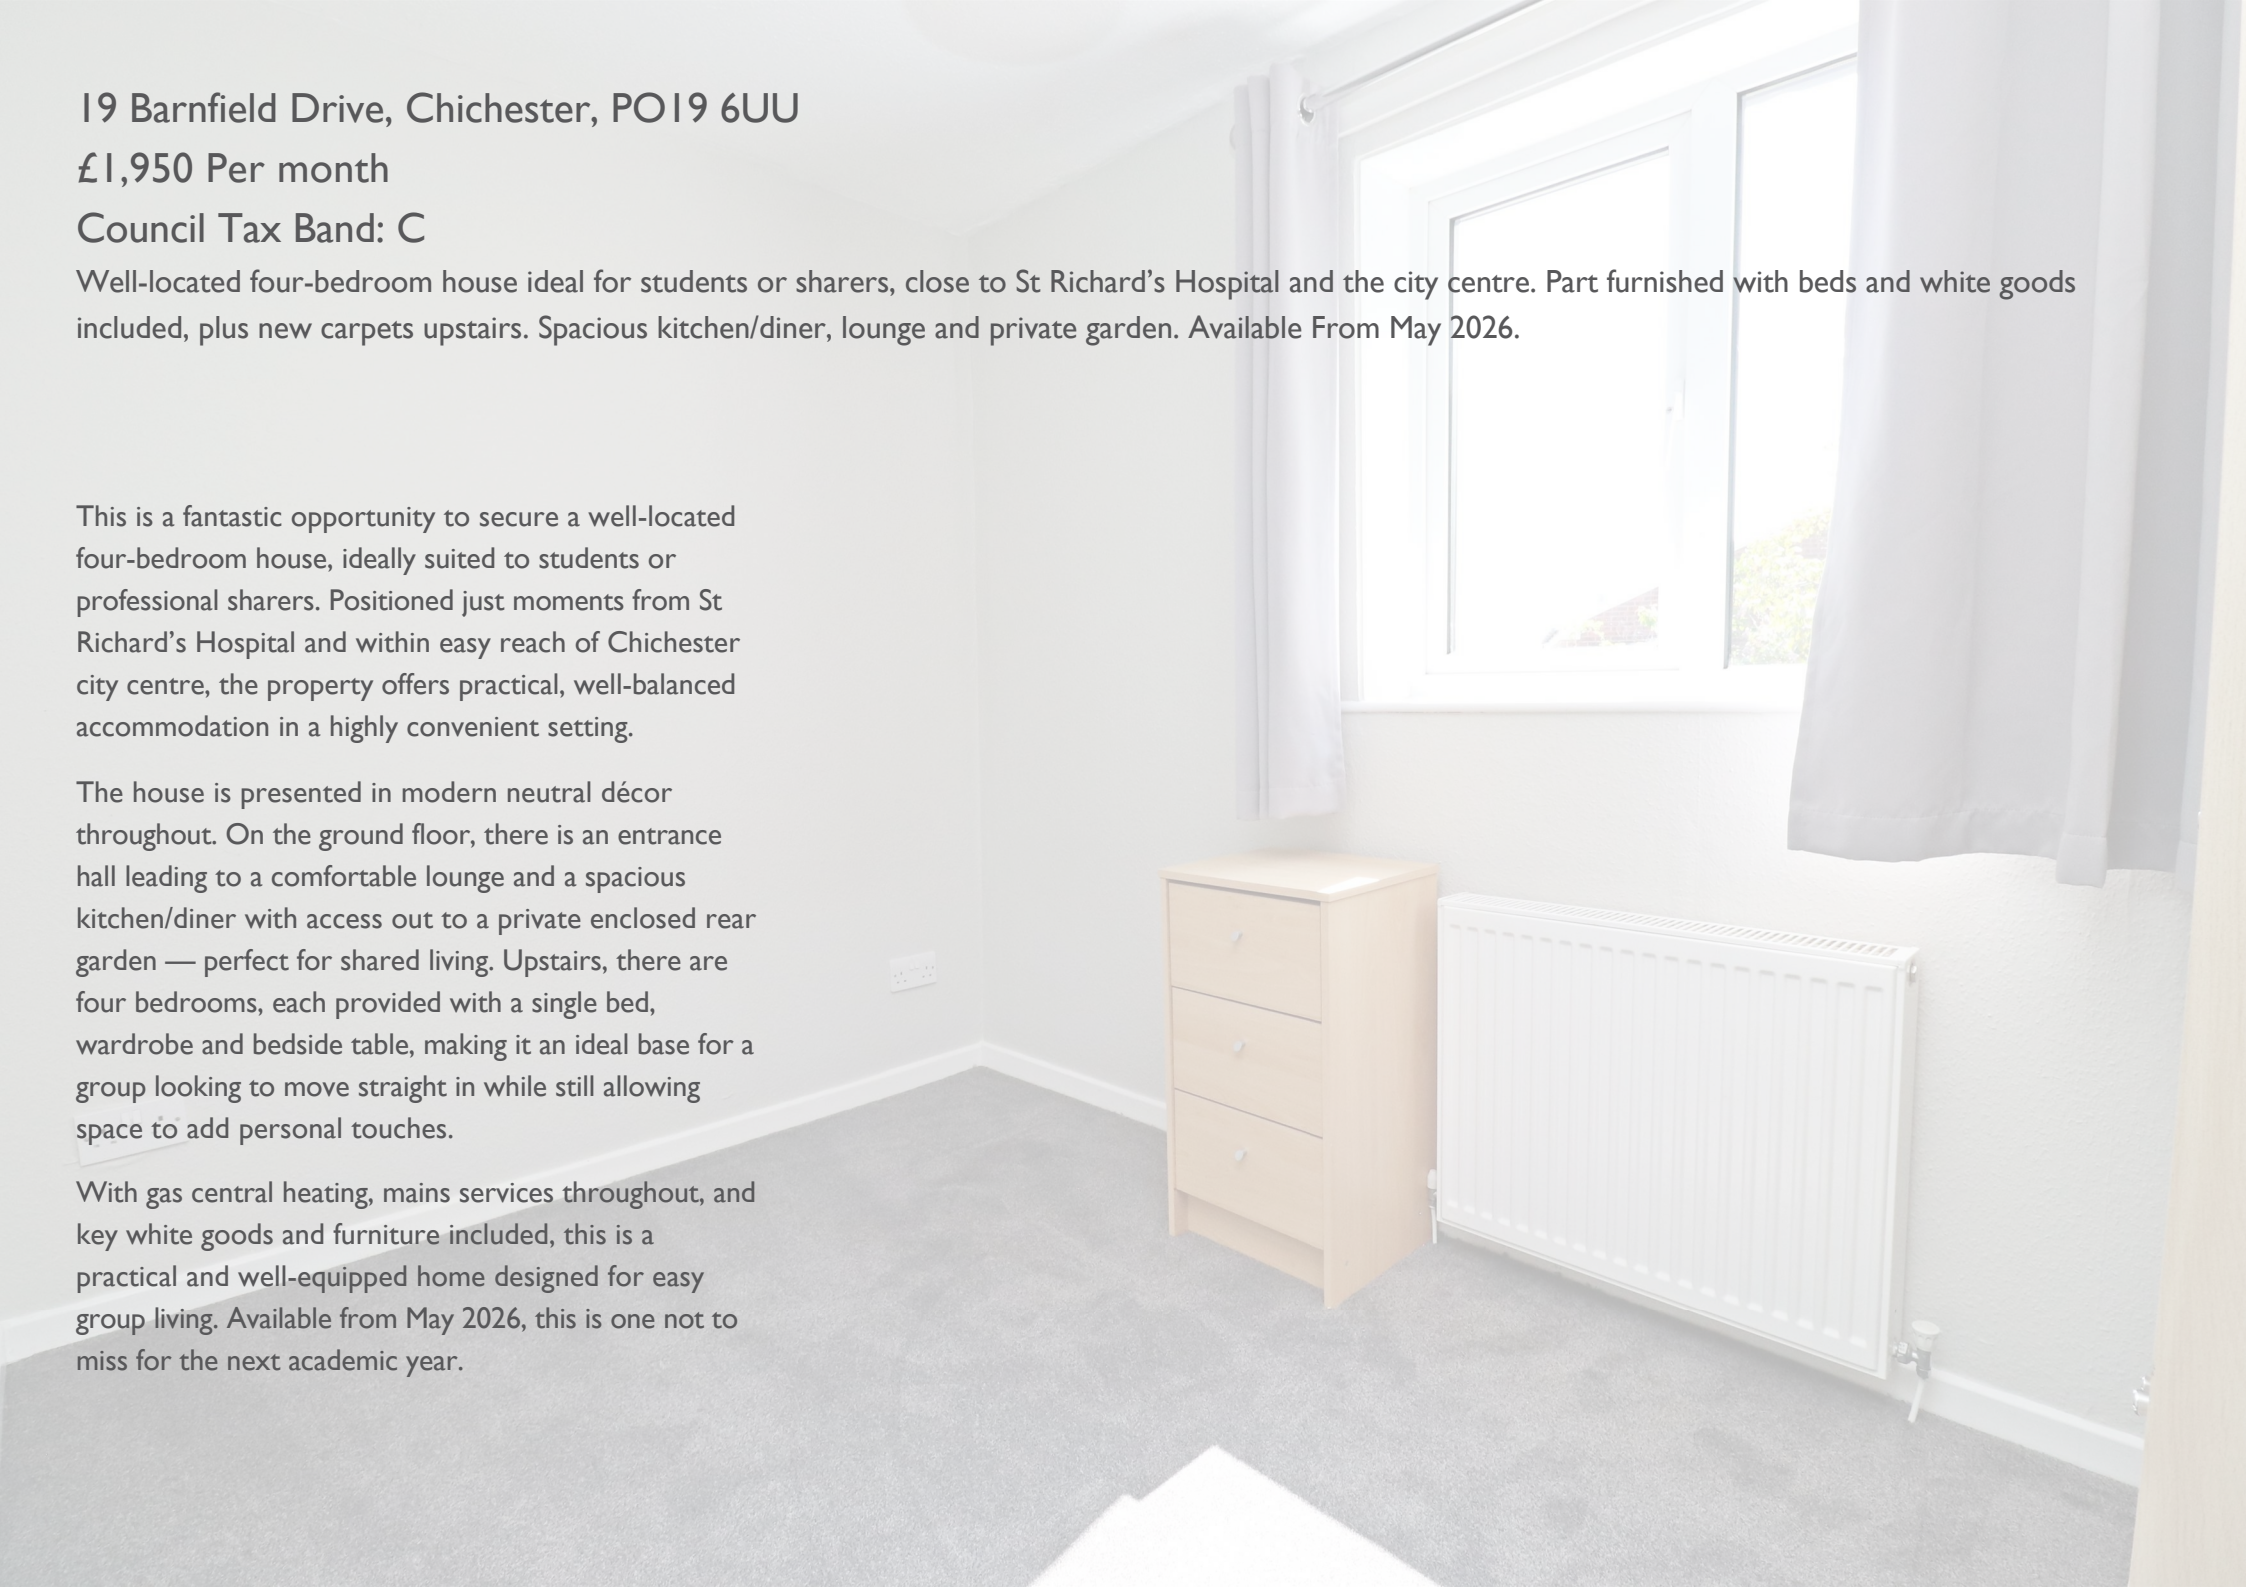 19 Barnfield Drive, Chichester, PO19 6UU
£1,950 Per month
Council Tax Band: C
Well-located four-bedroom house ideal for students or sharers, close to St Richard’s Hospital and the city centre. Part furnished with beds and white goods
included, plus new carpets upstairs. Spacious kitchen/diner, lounge and private garden. Available From May 2026.
This is a fantastic opportunity to secure a well-located
four-bedroom house, ideally suited to students or
professional sharers. Positioned just moments from St
Richard’s Hospital and within easy reach of Chichester
city centre, the property offers practical, well-balanced
accommodation in a highly convenient setting.
The house is presented in modern neutral décor
throughout. On the ground floor, there is an entrance
hall leading to a comfortable lounge and a spacious
kitchen/diner with access out to a private enclosed rear
garden — perfect for shared living. Upstairs, there are
four bedrooms, each provided with a single bed,
wardrobe and bedside table, making it an ideal base for a
group looking to move straight in while still allowing
space to add personal touches.
With gas central heating, mains services throughout, and
key white goods and furniture included, this is a
practical and well-equipped home designed for easy
group living. Available from May 2026, this is one not to
miss for the next academic year.